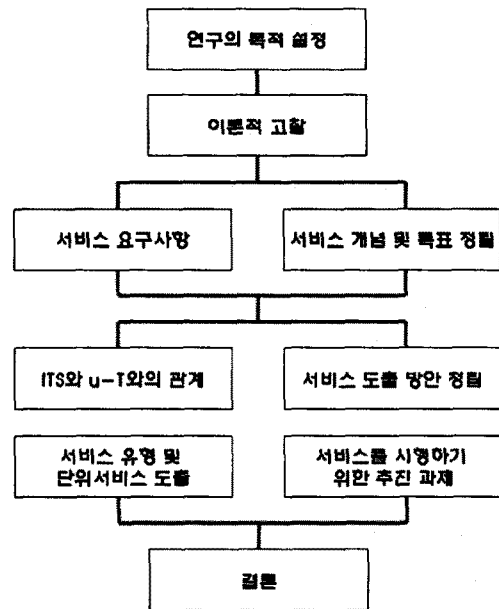 연구의 목적 설정
이론적 고찰
서비스 요구사항
서비스 개념 및 목표 정립
ITS와 u-T와의 관계
서비스 도출 방안 정립
서비스 유형 및
단위서비스 도출
서비스를 시행하기
위한 추진 과제
결론